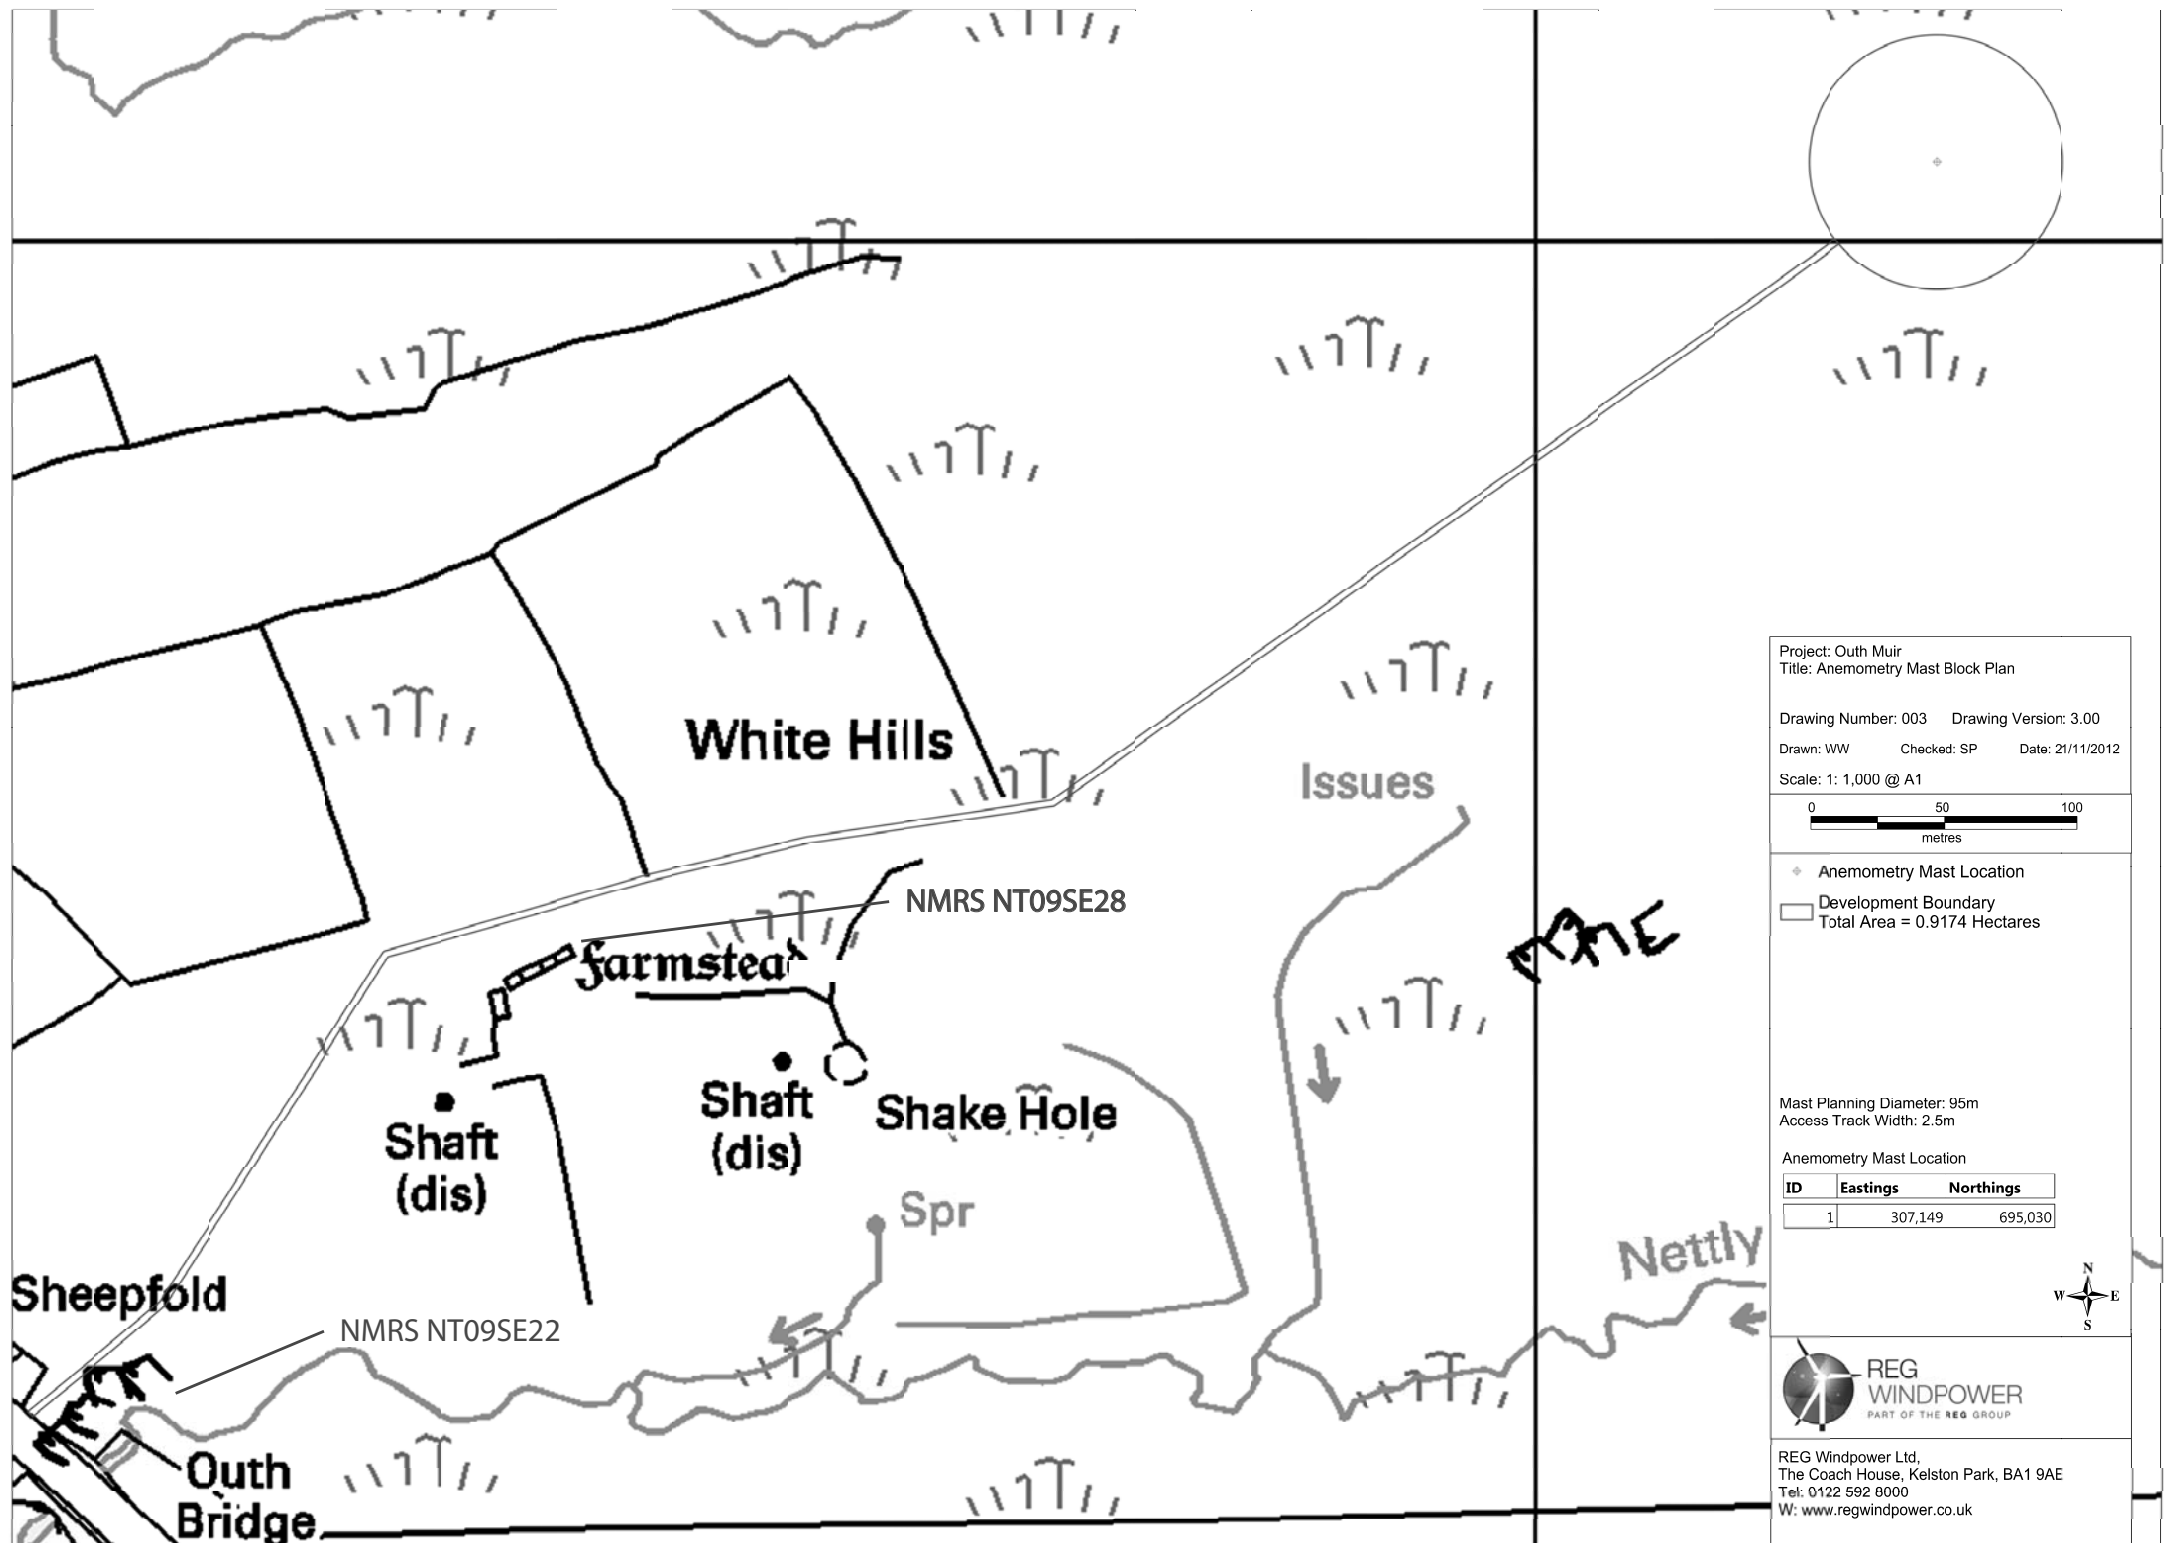 White Hills
Issues
NMRS NT09SE28
Farmstead
Shaft
(dis)
Shaft
(dis)
Shake Hole
Spr
Nettly
Sheepfold
NMRS NT09SE22
Outh
Bridge
Project: Outh Muir
Title: Anemometry Mast Block Plan
Drawing Number: 003 Drawing Version: 3.00
Drawn: WW Checked: SP Date: 21/11/2012
Scale: 1: 1,000 @ A1
0 50 100
metres
Anemometry Mast Location
Development Boundary
Total Area = 0.9174 Hectares
Mast Planning Diameter: 95m
Access Track Width: 2.5m
Anemometry Mast Location
ID Eastings Northings
1 307,149 695,030
N
W E
S
REG
WINDPOWER
PART OF THE REG GROUP
REG Windpower Ltd,
The Coach House, Kelston Park, BA1 9AE
Tel: 0122 592 8000
W: www.regwindpower.co.uk